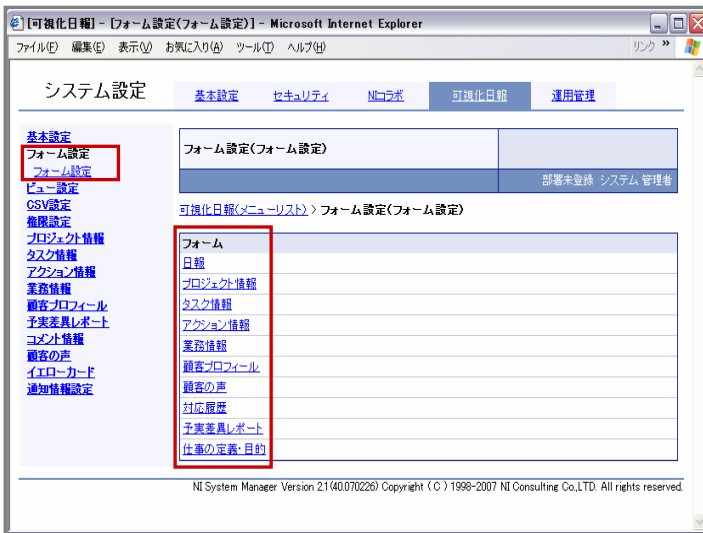 [可視化日報] - [フォーム設定(フォーム設定)] - Microsoft Internet Explorer
ファイル(F) 編集(E) 表示(V) お気に入り(A) ツール(T) ヘルプ(H) リンク »
システム設定 基本設定 セキュリティ NIコラボ 可視化日報 運用管理
基本設定
フォーム設定
フォーム設定
ビュー設定
CSV設定
権限設定
プロジェクト情報
タスク情報
アクション情報
業務情報
顧客プロフィール
予実差異レポート
コメント情報
顧客の声
イエローカード
通知情報設定
フォーム設定(フォーム設定)
部署未登録 システム 管理者
可視化日報(メニューリスト) > フォーム設定(フォーム設定)
フォーム
日報
プロジェクト情報
タスク情報
アクション情報
業務情報
顧客プロフィール
顧客の声
対応履歴
予実差異レポート
仕事の定義・目的
NI System Manager Version 2.1 (40.070226) Copyright (C) 1998-2007 NI Consulting Co.,LTD. All rights reserved.